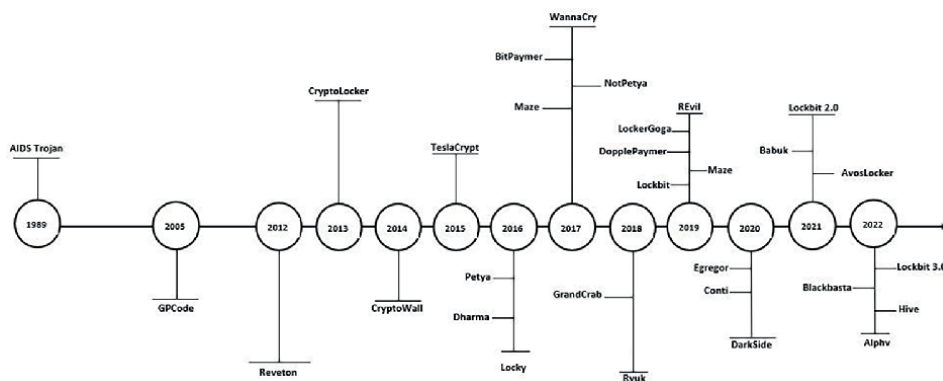 WannaCry
BitPaymer
NotPetya
CryptoLocker
Maze
REvil
Lockbit 2.0
LockerGoga
AIDS Trojan
TeslaCrypt
DopplePaymer
Babuk
Maze
AvosLocker
Lockbit
1989
2005
2012
2013
2014
2015
2016
2017
2018
2019
2020
2021
2022
Petya
Egregor
Lockbit 3.0
GPCode
CryptoWall
GrandCrab
Conti
Blackbasta
Dharma
Hive
DarkSide
Alphv
Reveton
Locky
Ryuk